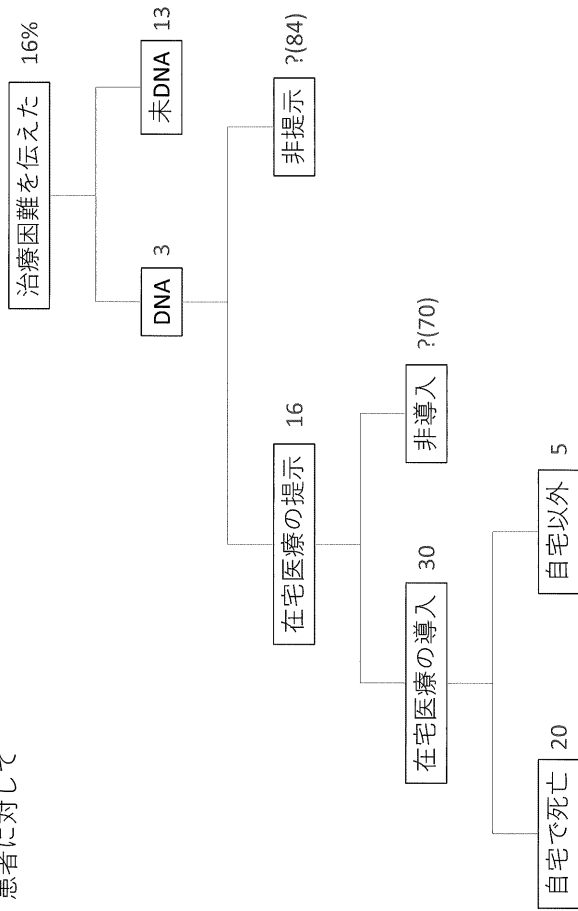 患者に対して
治療困難を伝えた 16%
DNA 3
未DNA 13
在宅医療の提示 16
非提示 ?(84)
在宅医療の導入 30
非導入 ?(70)
自宅で死亡 20
自宅以外 5